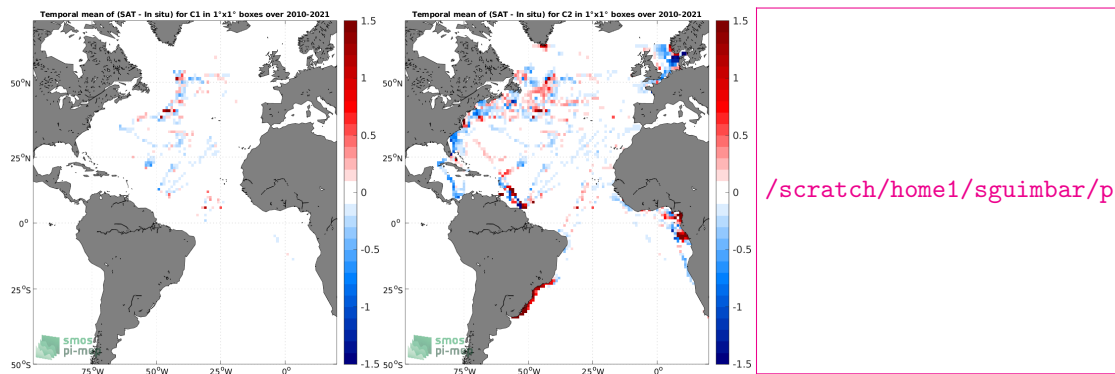 Temporal mean of (SAT - In situ) for C1 in 1°x1° boxes over 2010-2021
1.5
1
0.5
0
-0.5
-1
-1.5
50°N
25°N
0°
25°S
50°S
75°W
50°W
25°W
0°
smos
pi-mep
Temporal mean of (SAT - In situ) for C2 in 1°x1° boxes over 2010-2021
1.5
1
0.5
0
-0.5
-1
-1.5
50°N
25°N
0°
25°S
50°S
75°W
50°W
25°W
0°
smos
pi-mep
/scratch/home1/sguimbar/p